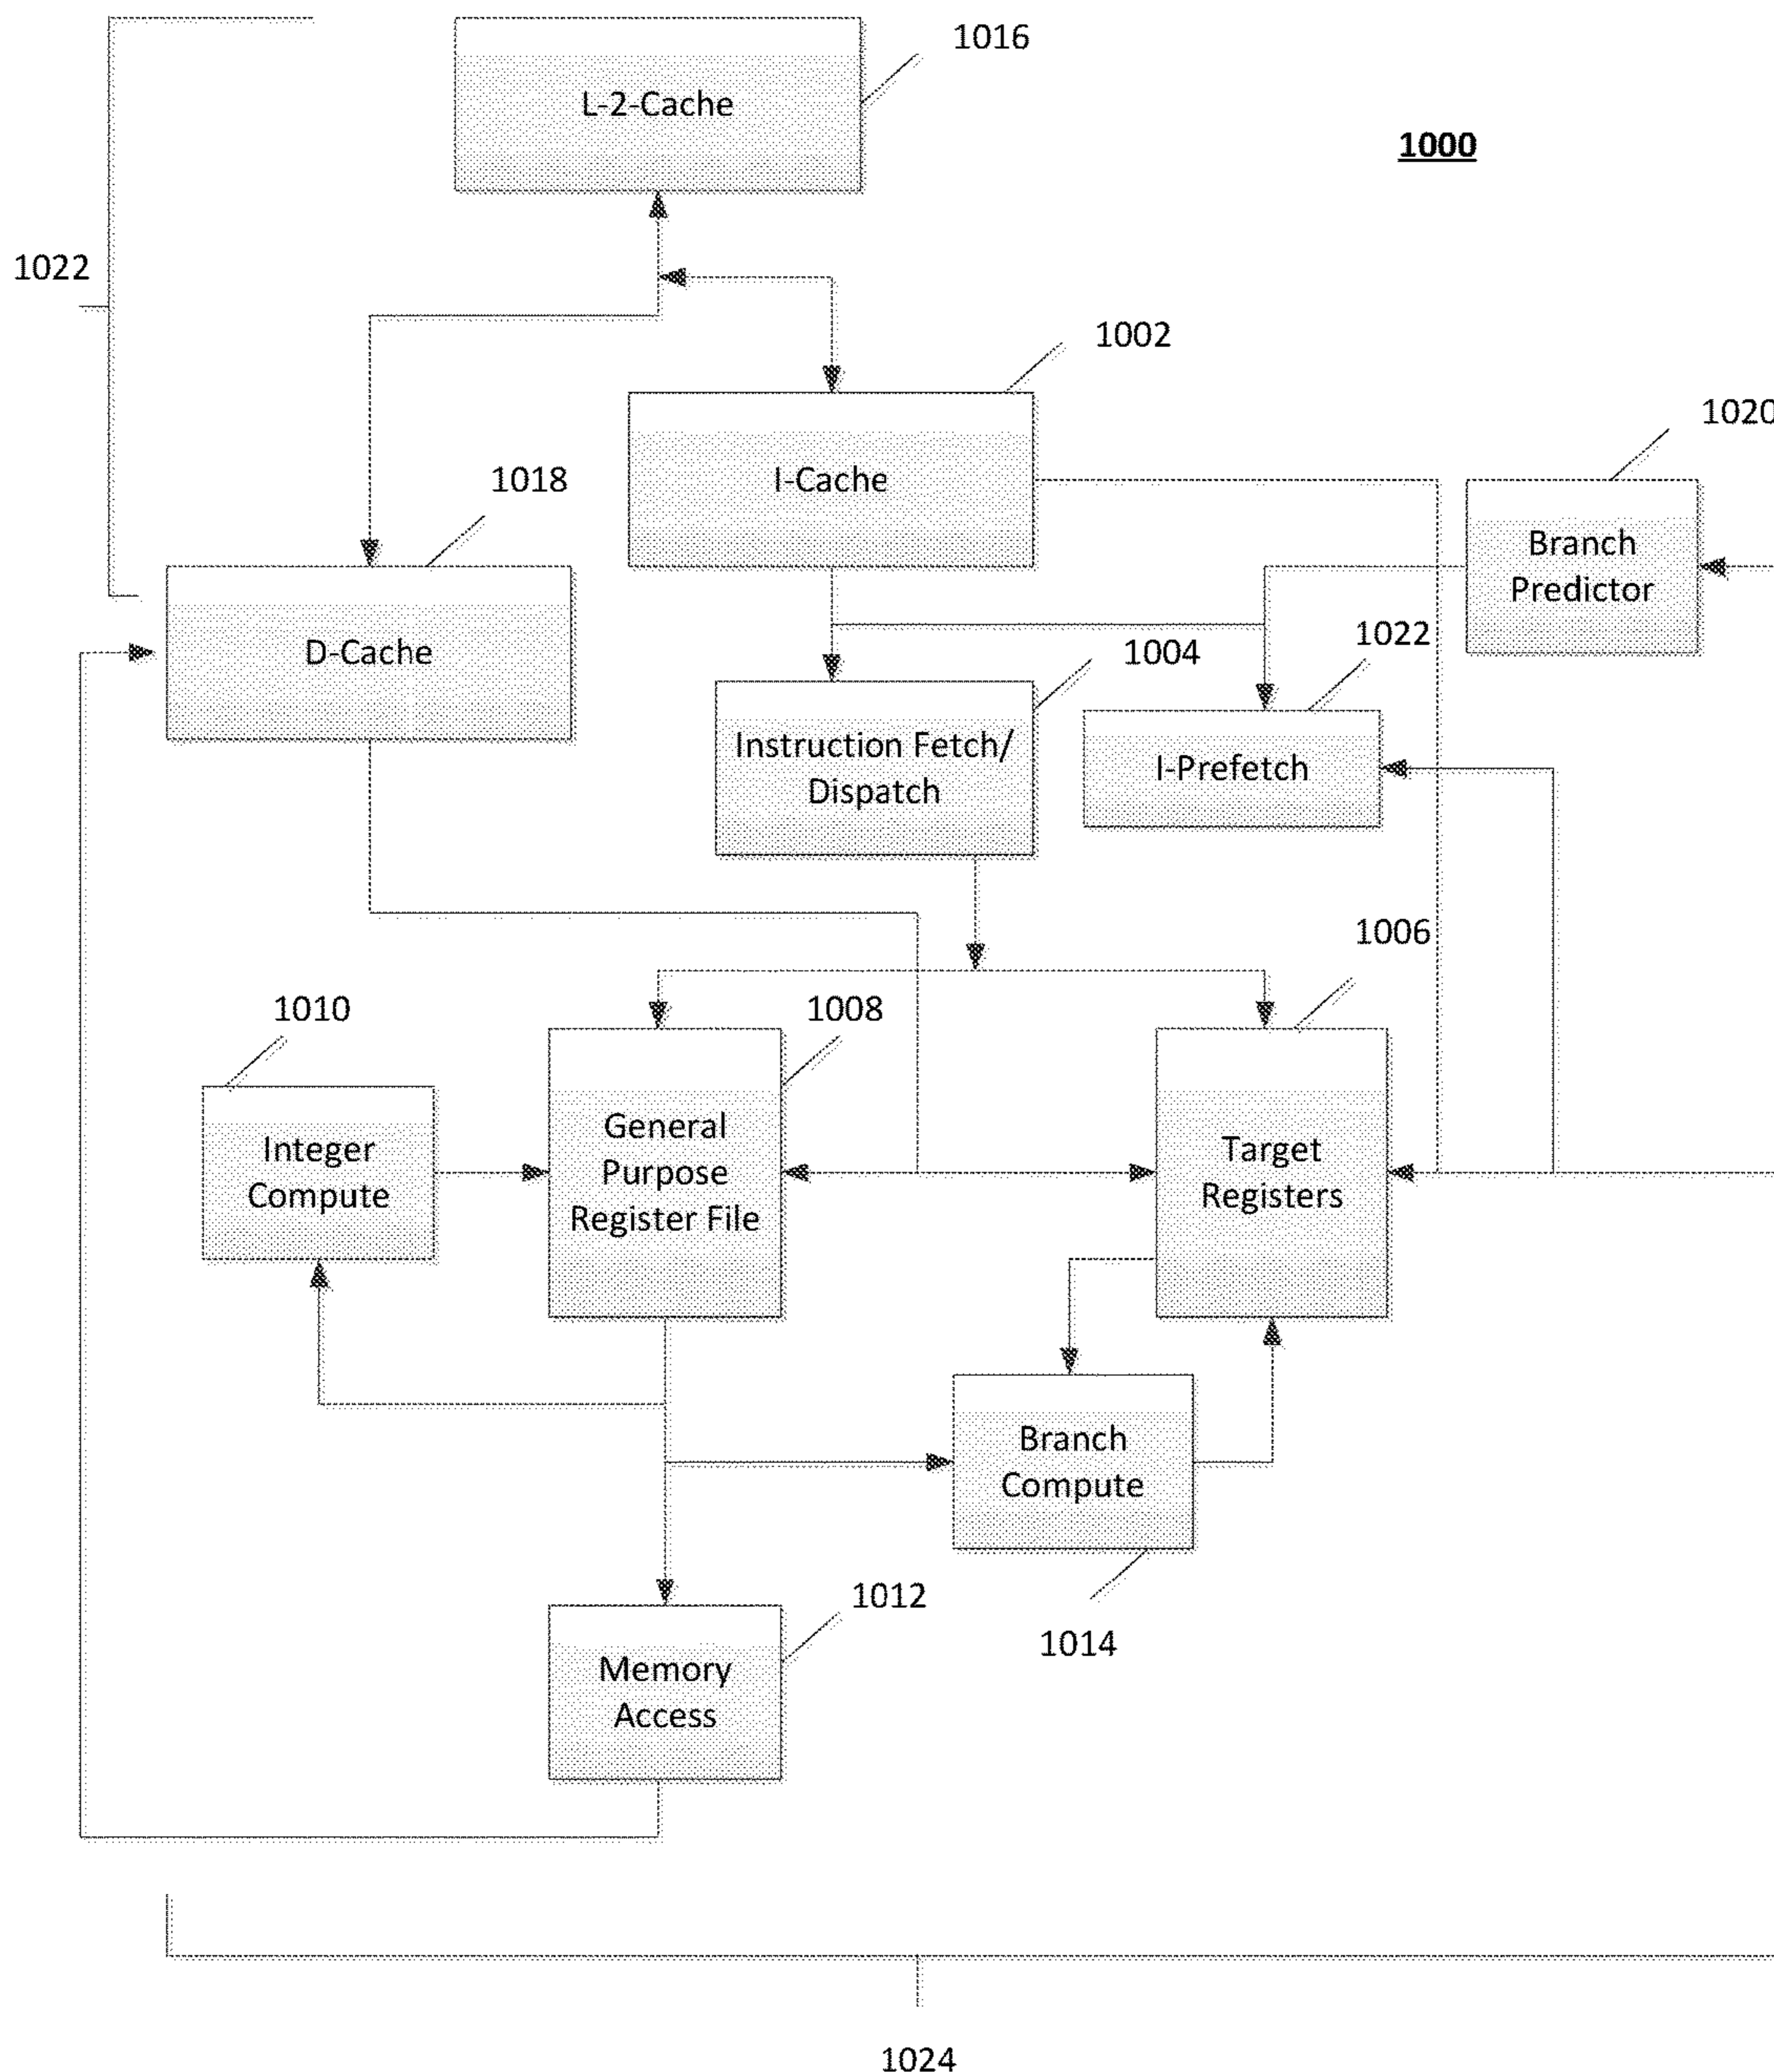 1016
L-2-Cache
1000
1022
1002
1020
I-Cache
1018
Branch
Predictor
1022
D-Cache
1004
Instruction Fetch/
Dispatch
I-Prefetch
1006
1010
1008
General
Purpose
Register File
Integer
Compute
Target
Registers
Branch
Compute
1012
1014
Memory
Access
1024